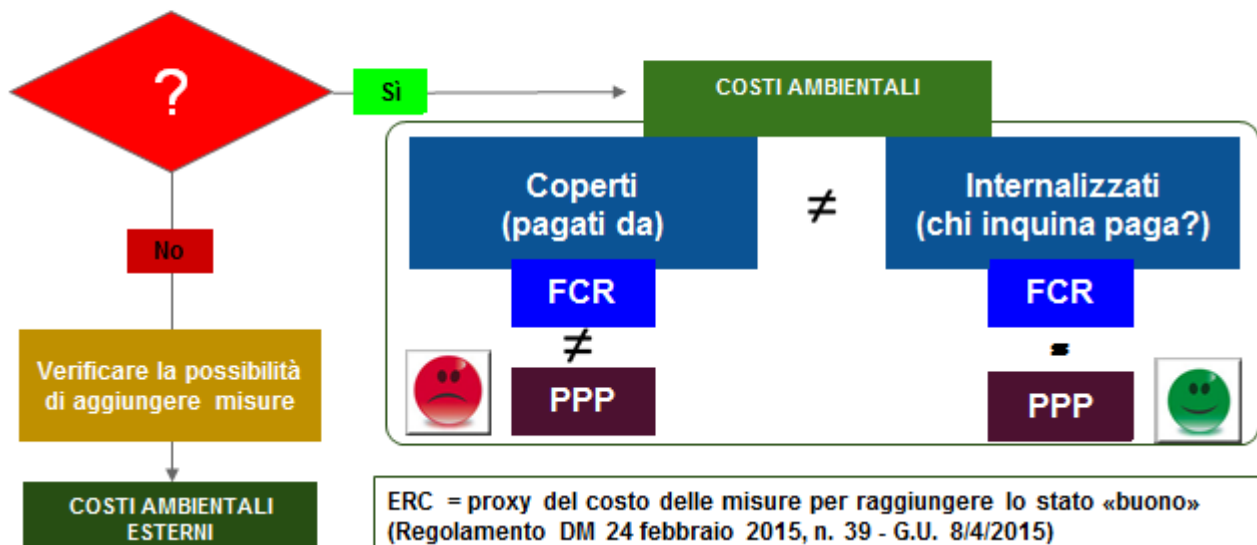 ?
Sì
COSTI AMBIENTALI
Coperti
(pagati da)
≠
Internalizzati
(chi inquina paga?)
No
FCR
≠
PPP
FCR
=
PPP
Verificare la possibilità
di aggiungere misure
COSTI AMBIENTALI
ESTERNI
ERC = proxy del costo delle misure per raggiungere lo stato «buono»
(Regolamento DM 24 febbraio 2015, n. 39 - G.U. 8/4/2015)